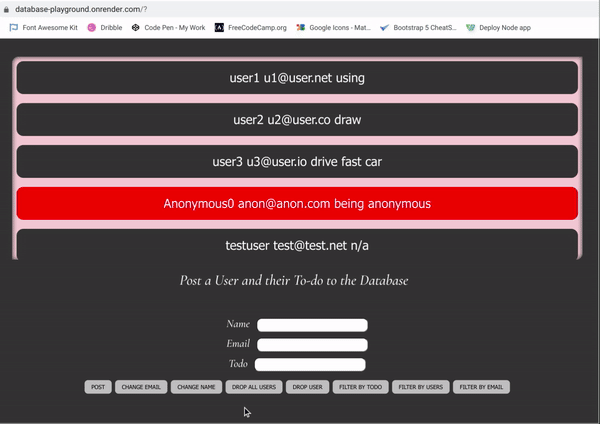 database-playground.onrender.com/?
Font Awesome Kit Dribble Code Pen - My Work FreeCodeCamp.org Google Icons - Mat... Bootstrap 5 CheatS... Deploy Node app
user1 u1@user.net using
user2 u2@user.co draw
user3 u3@user.io drive fast car
Anonymous0 anon@anon.com being anonymous
testuser test@test.net n/a
Post a User and their To-do to the Database
Name
Email
Todo
POST CHANGE EMAIL CHANGE NAME DROP ALL USERS DROP USER FILTER BY TODO FILTER BY USERS FILTER BY EMAIL